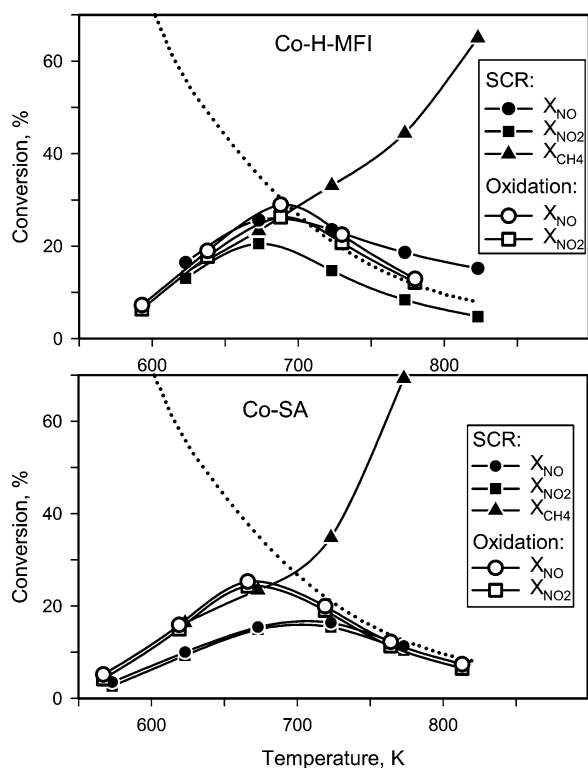 Co-H-MFI
SCR:
X_NO
X_NO2
X_CH4
Oxidation:
X_NO
X_NO2
Conversion, %
60
40
20
0
600 700 800
Co-SA
SCR:
X_NO
X_NO2
X_CH4
Oxidation:
X_NO
X_NO2
Conversion, %
60
40
20
0
600 700 800
Temperature, K